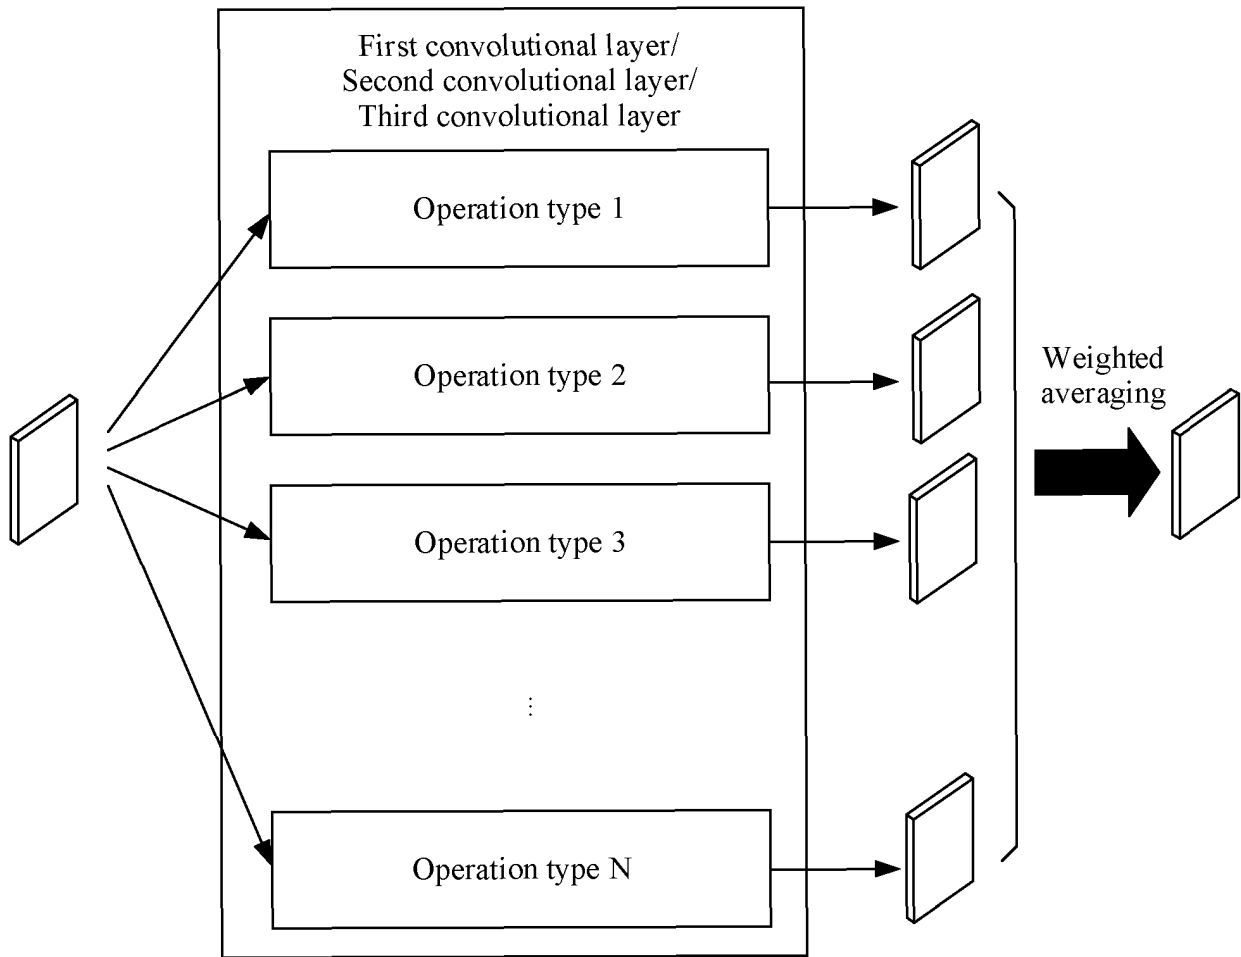 First convolutional layer/
Second convolutional layer/
Third convolutional layer
Operation type 1
Operation type 2
Operation type 3
⋮
Operation type N
Weighted
averaging